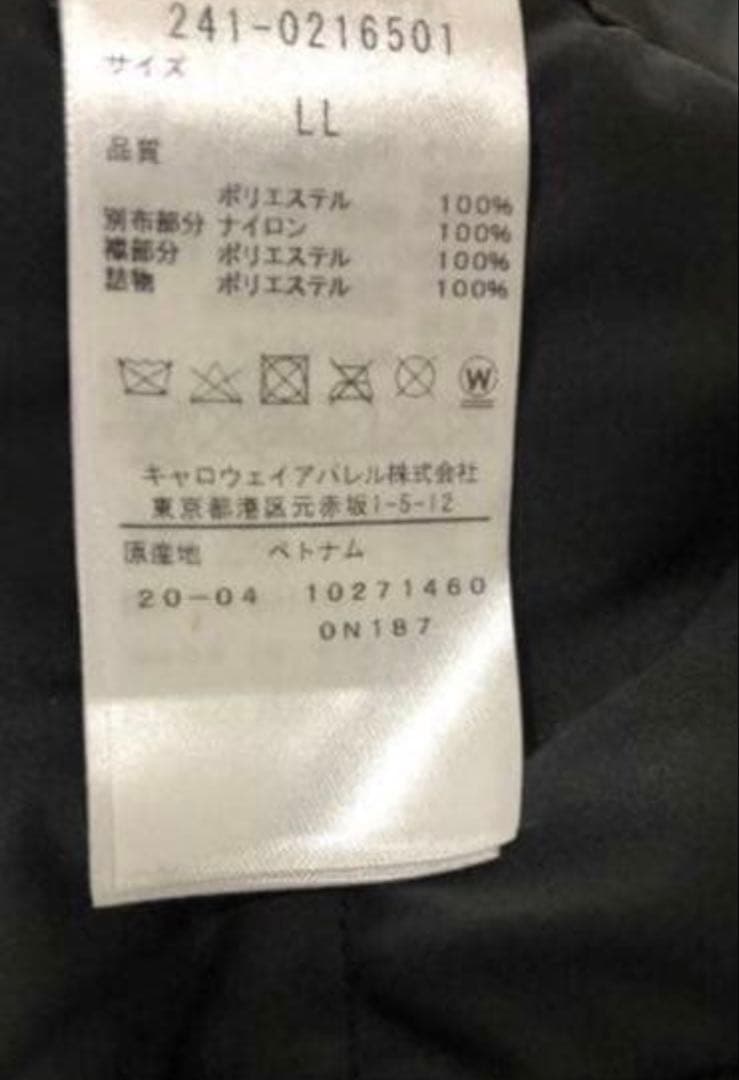 241-0216501
サイズ
LL
品質
ポリエステル 100%
別布部分 ナイロン 100%
襟部分 ポリエステル 100%
詰物 ポリエステル 100%
W
キャロウェイアパレル株式会社
東京都港区元赤坂1-5-12
原産地 ベトナム
20-04 10271460
0N187